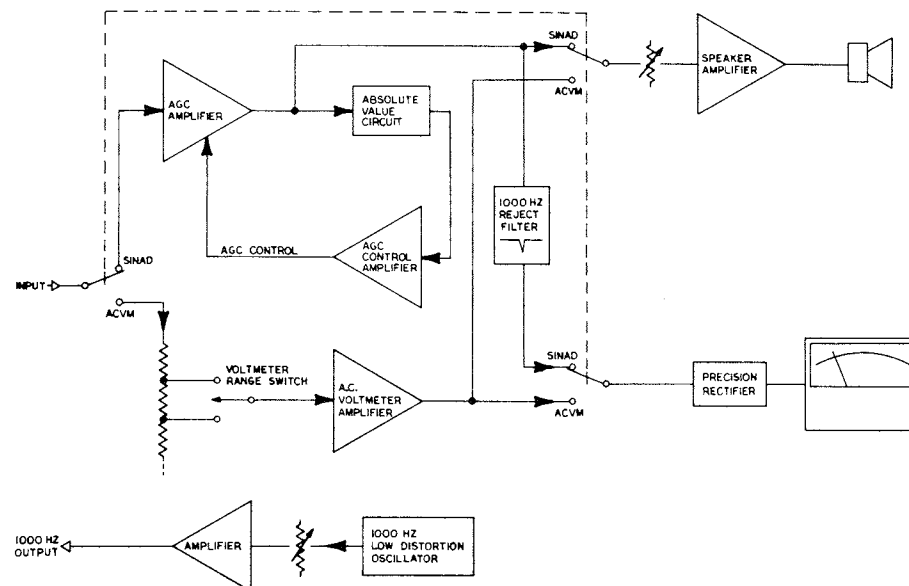 SINAD
ACVM
SPEAKER
AMPLIFIER
AGC
AMPLIFIER
ABSOLUTE
VALUE
CIRCUIT
1000 HZ
REJECT
FILTER
AGC CONTROL
AGC
CONTROL
AMPLIFIER
INPUT
SINAD
ACVM
VOLTMETER
RANGE SWITCH
A.C.
VOLTMETER
AMPLIFIER
SINAD
ACVM
PRECISION
RECTIFIER
1000 HZ
OUTPUT
AMPLIFIER
1000 HZ
LOW DISTORTION
OSCILLATOR